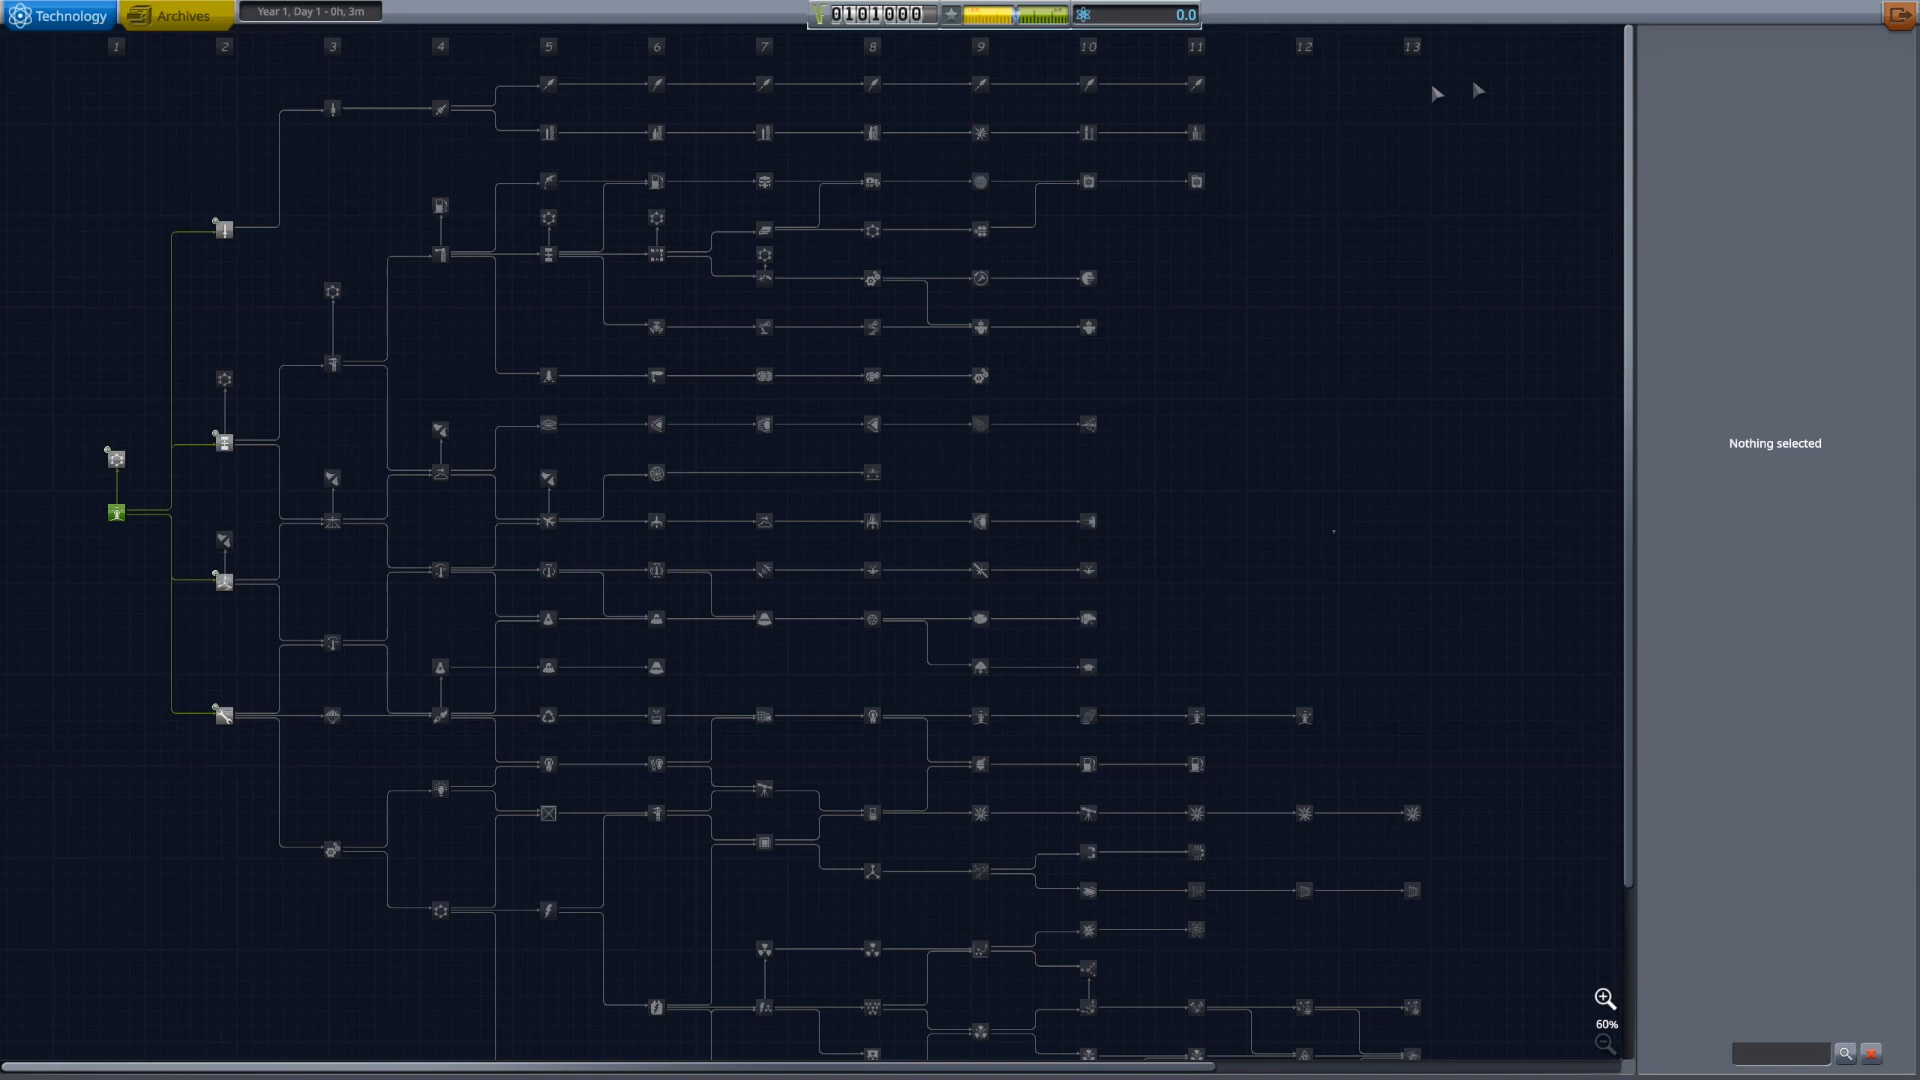 Technology
Archives
Year 1, Day 1 - 0h, 3m
0101000
0.0
1 2 3 4 5 6 7 8 9 10 11 12 13
Nothing selected
60%